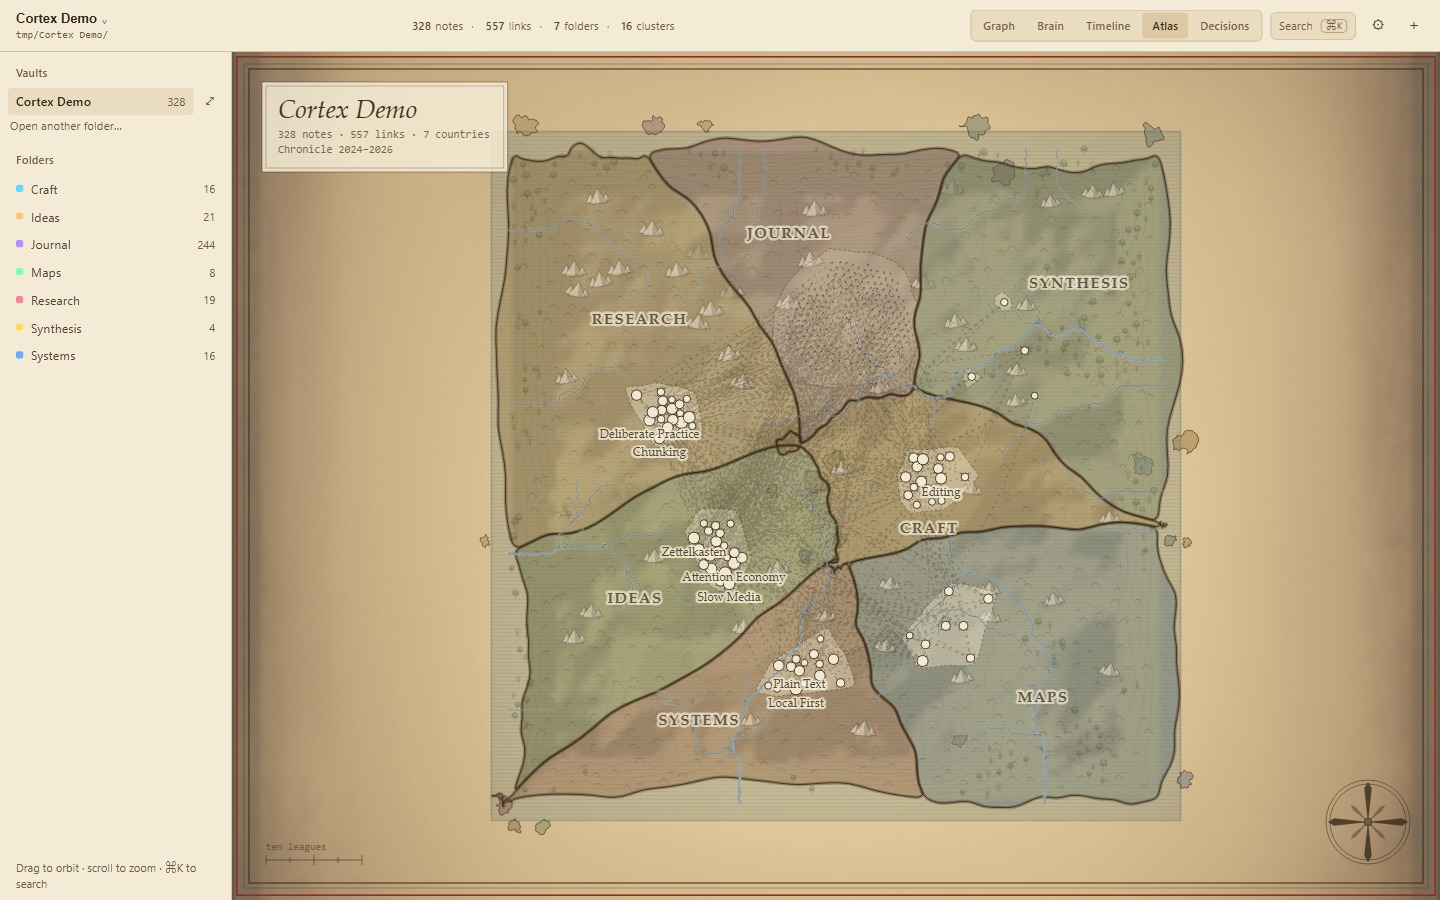 Cortex Demo
tmp/Cortex Demo/
328 notes · 557 links · 7 folders · 16 clusters
Graph Brain Timeline Atlas Decisions
Search ⌘K
Vaults
Cortex Demo 328
Open another folder...
Folders
Craft 16
Ideas 21
Journal 244
Maps 8
Research 19
Synthesis 4
Systems 16
Drag to orbit · scroll to zoom · ⌘K to
search
Cortex Demo
328 notes · 557 links · 7 countries
Chronicle 2024–2026
JOURNAL
SYNTHESIS
RESEARCH
Deliberate Practice
Chunking
Editing
CRAFT
Zettelkasten
Attention Economy
Slow Media
IDEAS
Plain Text
Local First
MAPS
SYSTEMS
ten leagues